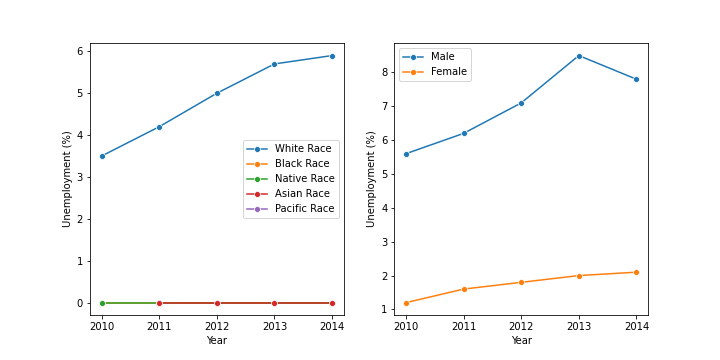 6
5
4
3
2
1
0
Unemployment (%)
White Race
Black Race
Native Race
Asian Race
Pacific Race
2010 2011 2012 2013 2014
Year
8
7
6
5
4
3
2
1
Unemployment (%)
Male
Female
2010 2011 2012 2013 2014
Year